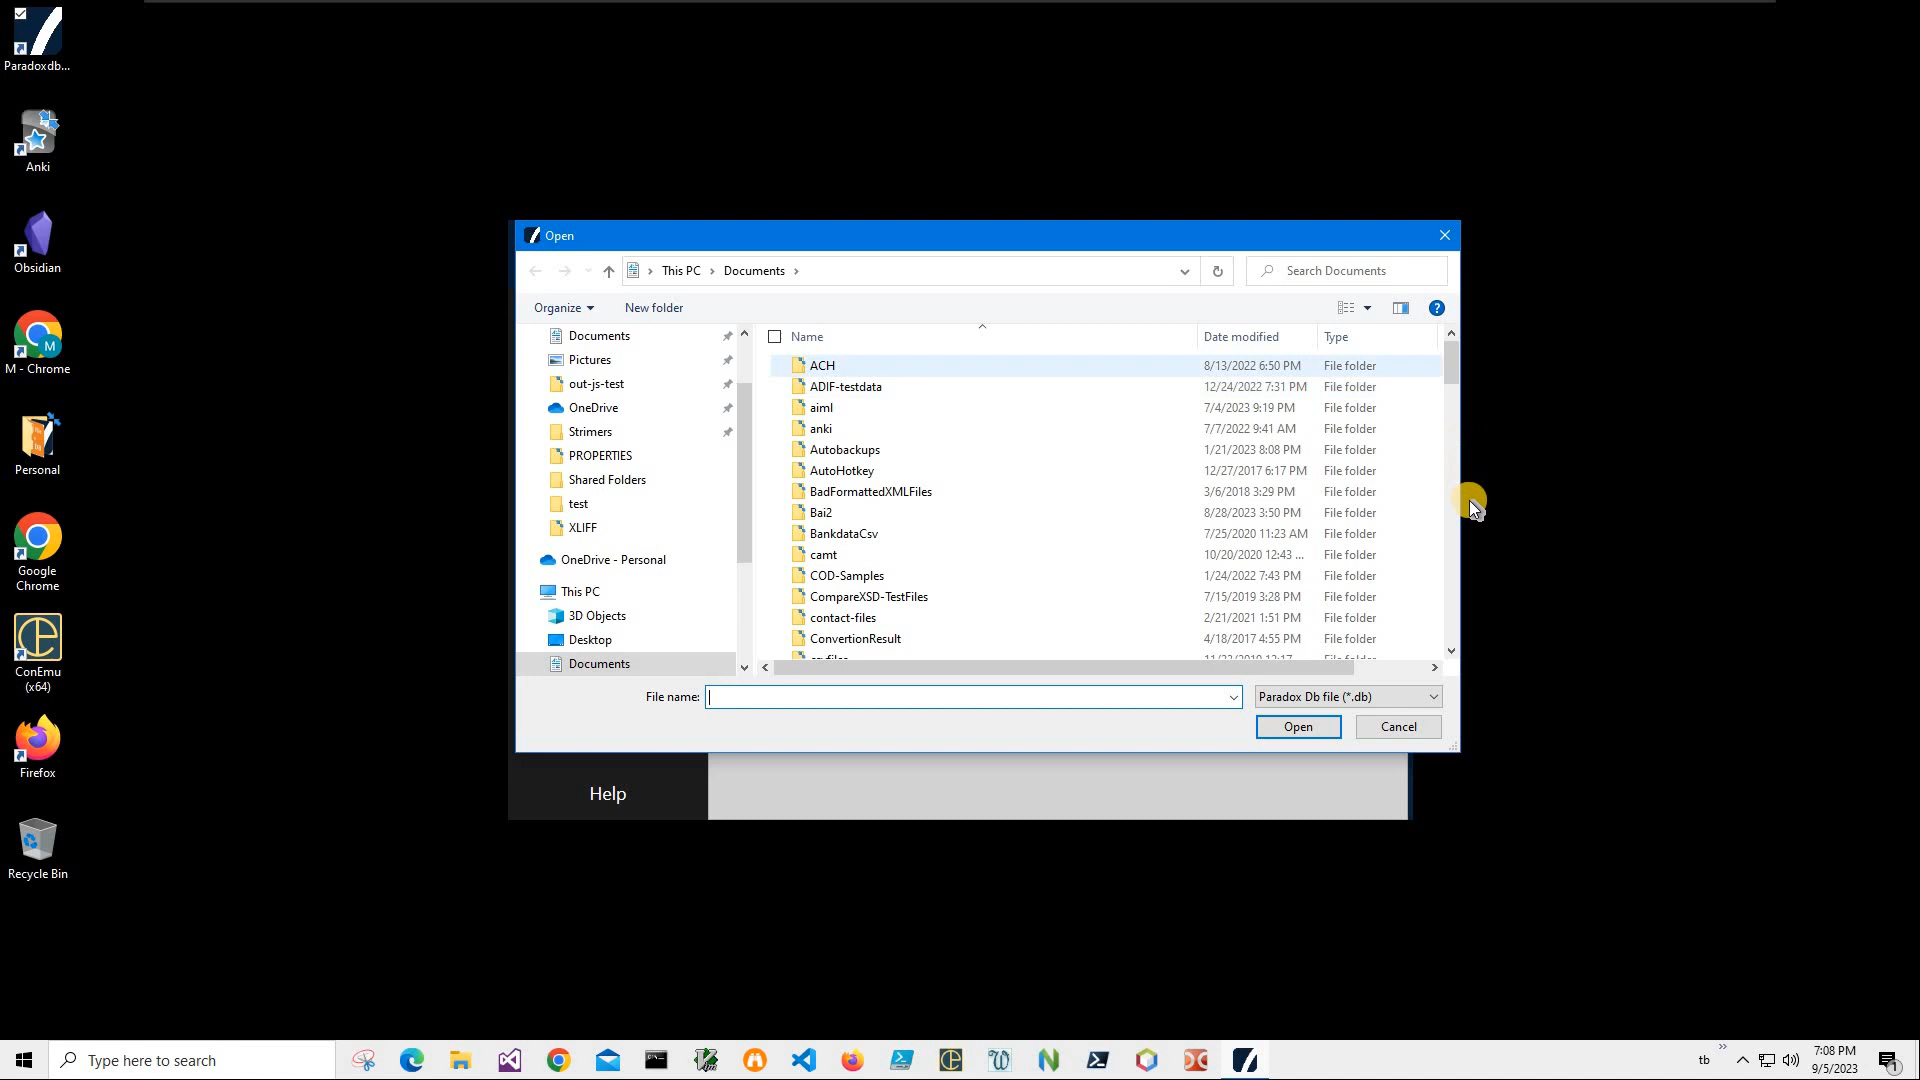 Paradoxdb...
Anki
Obsidian
M - Chrome
Personal
Google
Chrome
ConEmu
(x64)
Firefox
Recycle Bin
Open
This PC
Documents
Search Documents
Organize
New folder
Documents
Pictures
out-js-test
OneDrive
Strimers
PROPERTIES
Shared Folders
test
XLIFF
OneDrive - Personal
This PC
3D Objects
Desktop
Documents
Name Date modified Type
ACH 8/13/2022 6:50 PM File folder
ADIF-testdata 12/24/2022 7:31 PM File folder
aiml 7/4/2023 9:19 PM File folder
anki 7/7/2022 9:41 AM File folder
Autobackups 1/21/2023 8:08 PM File folder
AutoHotkey 12/27/2017 6:17 PM File folder
BadFormattedXMLFiles 3/6/2018 3:29 PM File folder
Bai2 8/28/2023 3:50 PM File folder
BankdataCsv 7/25/2020 11:23 AM File folder
camt 10/20/2020 12:43 ... File folder
COD-Samples 1/24/2022 7:43 PM File folder
CompareXSD-TestFiles 7/15/2019 3:28 PM File folder
contact-files 2/21/2021 1:51 PM File folder
ConvertionResult 4/18/2017 4:55 PM File folder
File name:
Paradox Db file (*.db)
Open
Cancel
Help
Type here to search
tb
7:08 PM
9/5/2023
1